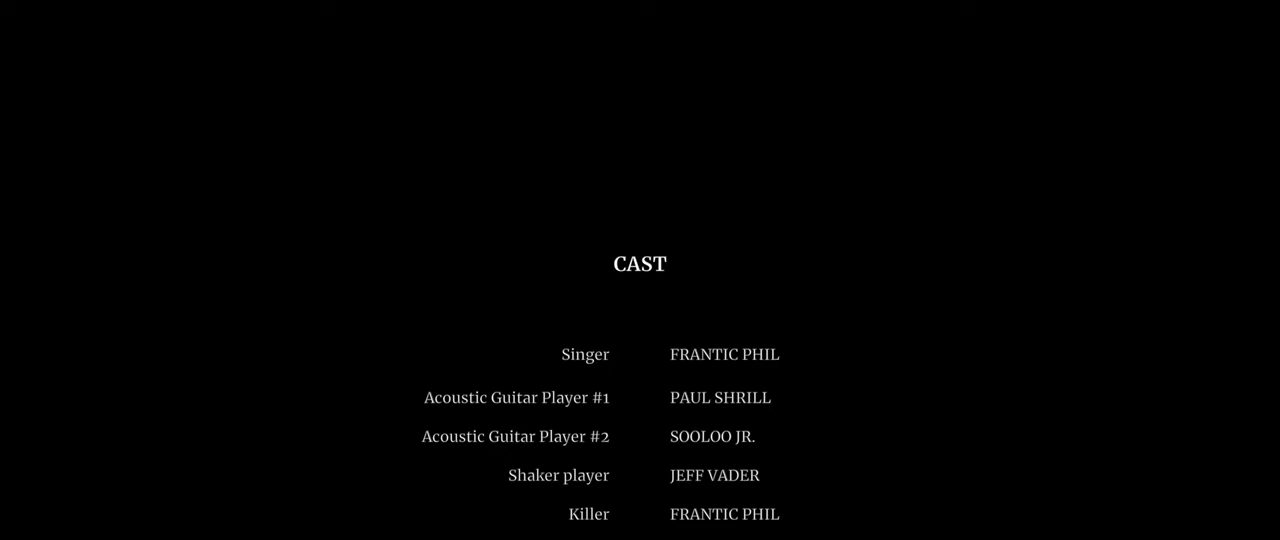 CAST
Singer FRANTIC PHIL
Acoustic Guitar Player #1 PAUL SHRILL
Acoustic Guitar Player #2 SOOLOO JR.
Shaker player JEFF VADER
Killer FRANTIC PHIL